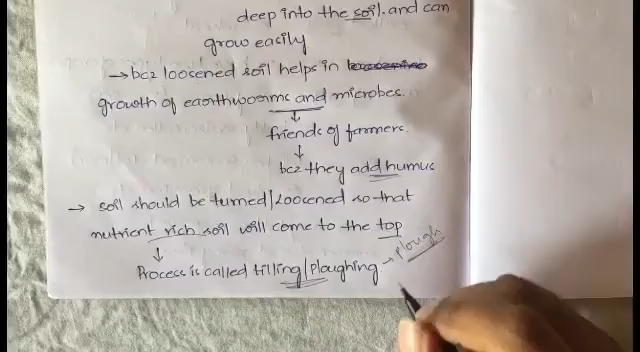 deep into the soil. and can
grow easily
→ bcz loosened soil helps in
growth of earthworms and microbes.
↓
friends of farmers.
↓
bcz they add humus
→ soil should be turned/loosened so that
nutrient rich soil will come to the top
↓
Process is called tilling/Ploughing → Plough